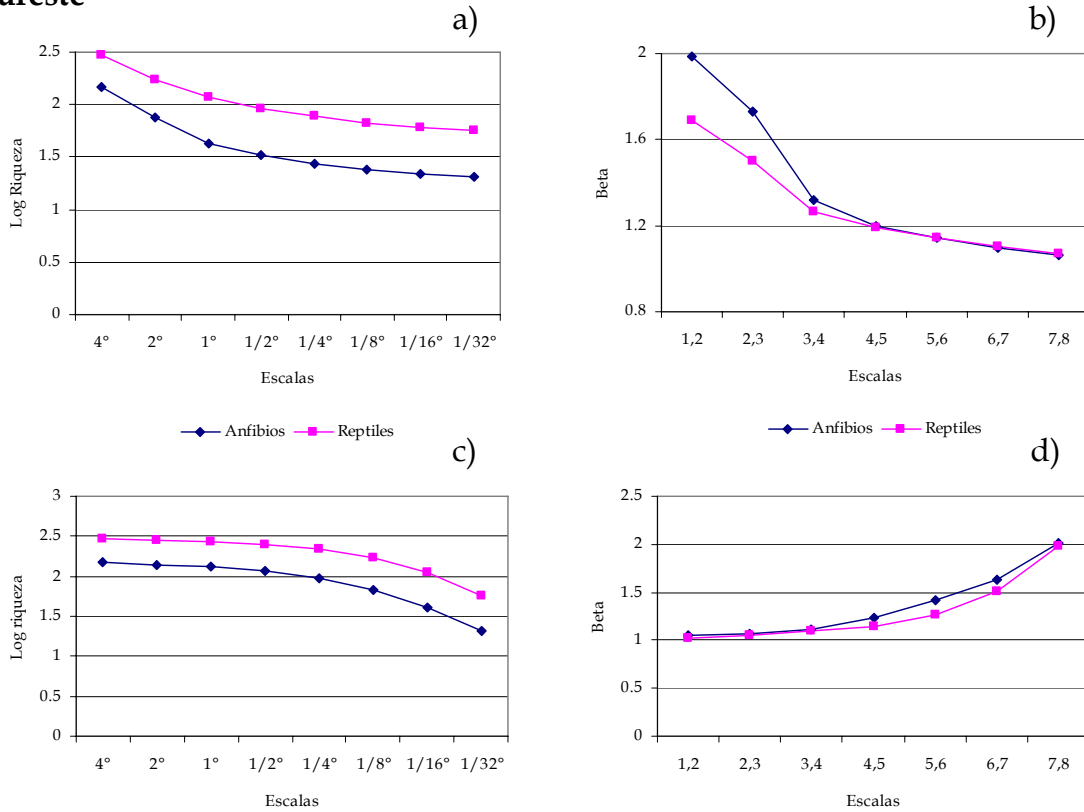 a)
b)
2.5
2
1.5
1
0.5
0
Log Riqueza
4° 2° 1° 1/2° 1/4° 1/8° 1/16° 1/32°
Escalas
2
1.6
1.2
0.8
Beta
1,2 2,3 3,4 4,5 5,6 6,7 7,8
Escalas
Anfibios Reptiles
Anfibios Reptiles
c)
d)
3
2.5
2
1.5
1
0.5
0
Log riqueza
4° 2° 1° 1/2° 1/4° 1/8° 1/16° 1/32°
Escalas
2.5
2
1.5
1
0.5
0
Beta
1,2 2,3 3,4 4,5 5,6 6,7 7,8
Escalas